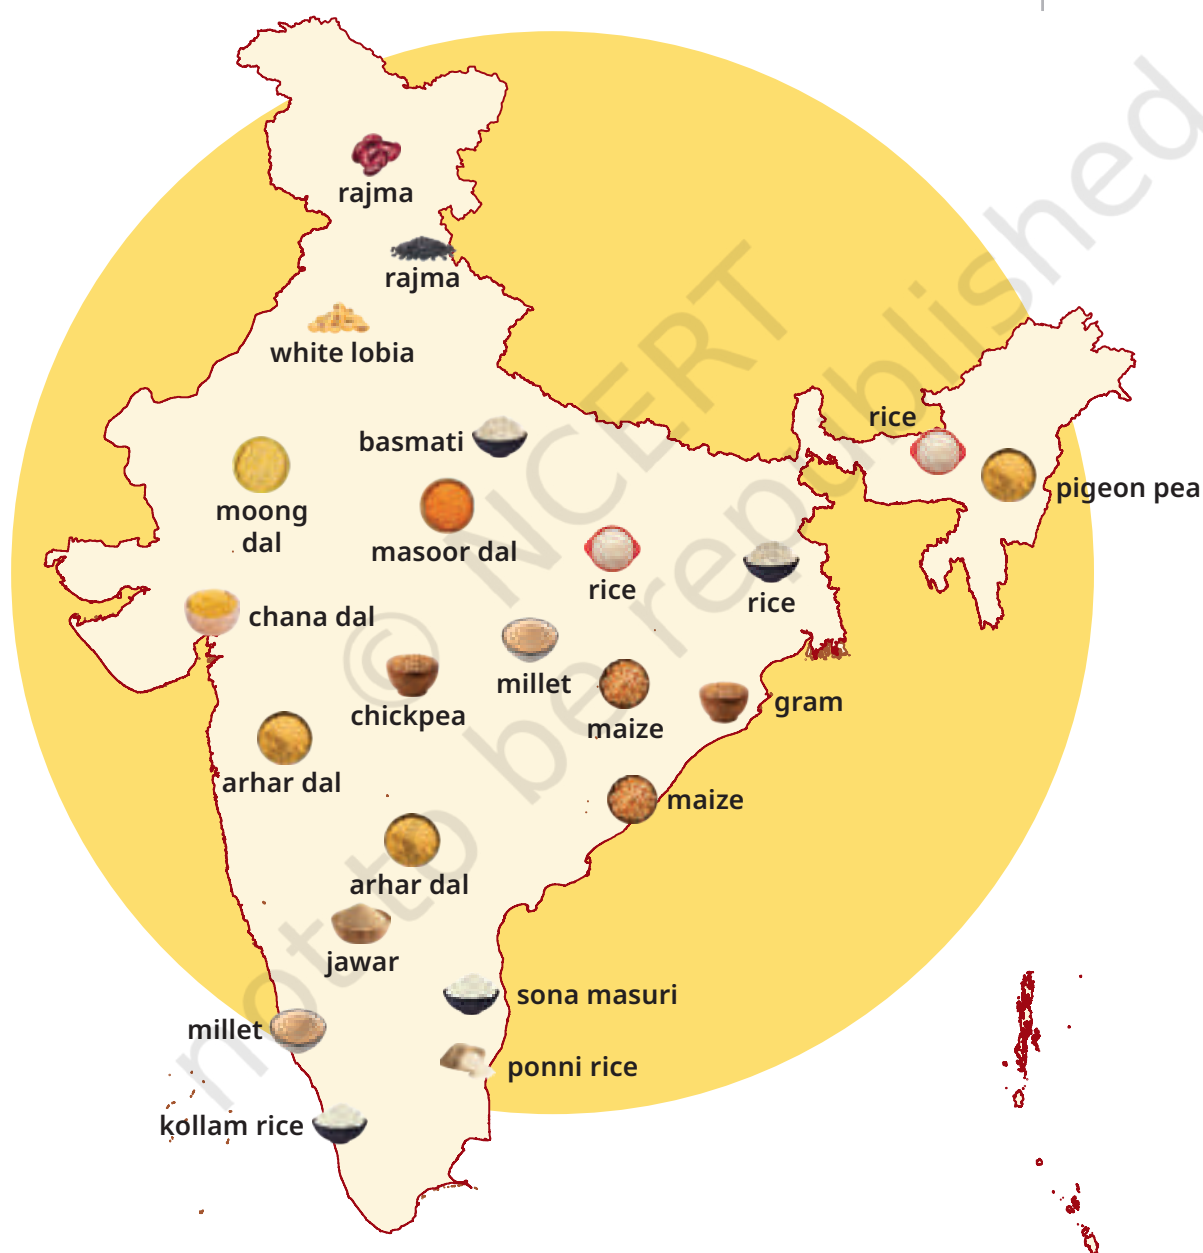 rajma
rajma
white lobia
rice
basmati
pigeon pea
moong
dal
masoor dal
rice
rice
chana dal
millet
gram
chickpea
maize
arhar dal
maize
arhar dal
jawar
sona masuri
millet
ponni rice
kollam rice
© NCERT
not to be republished